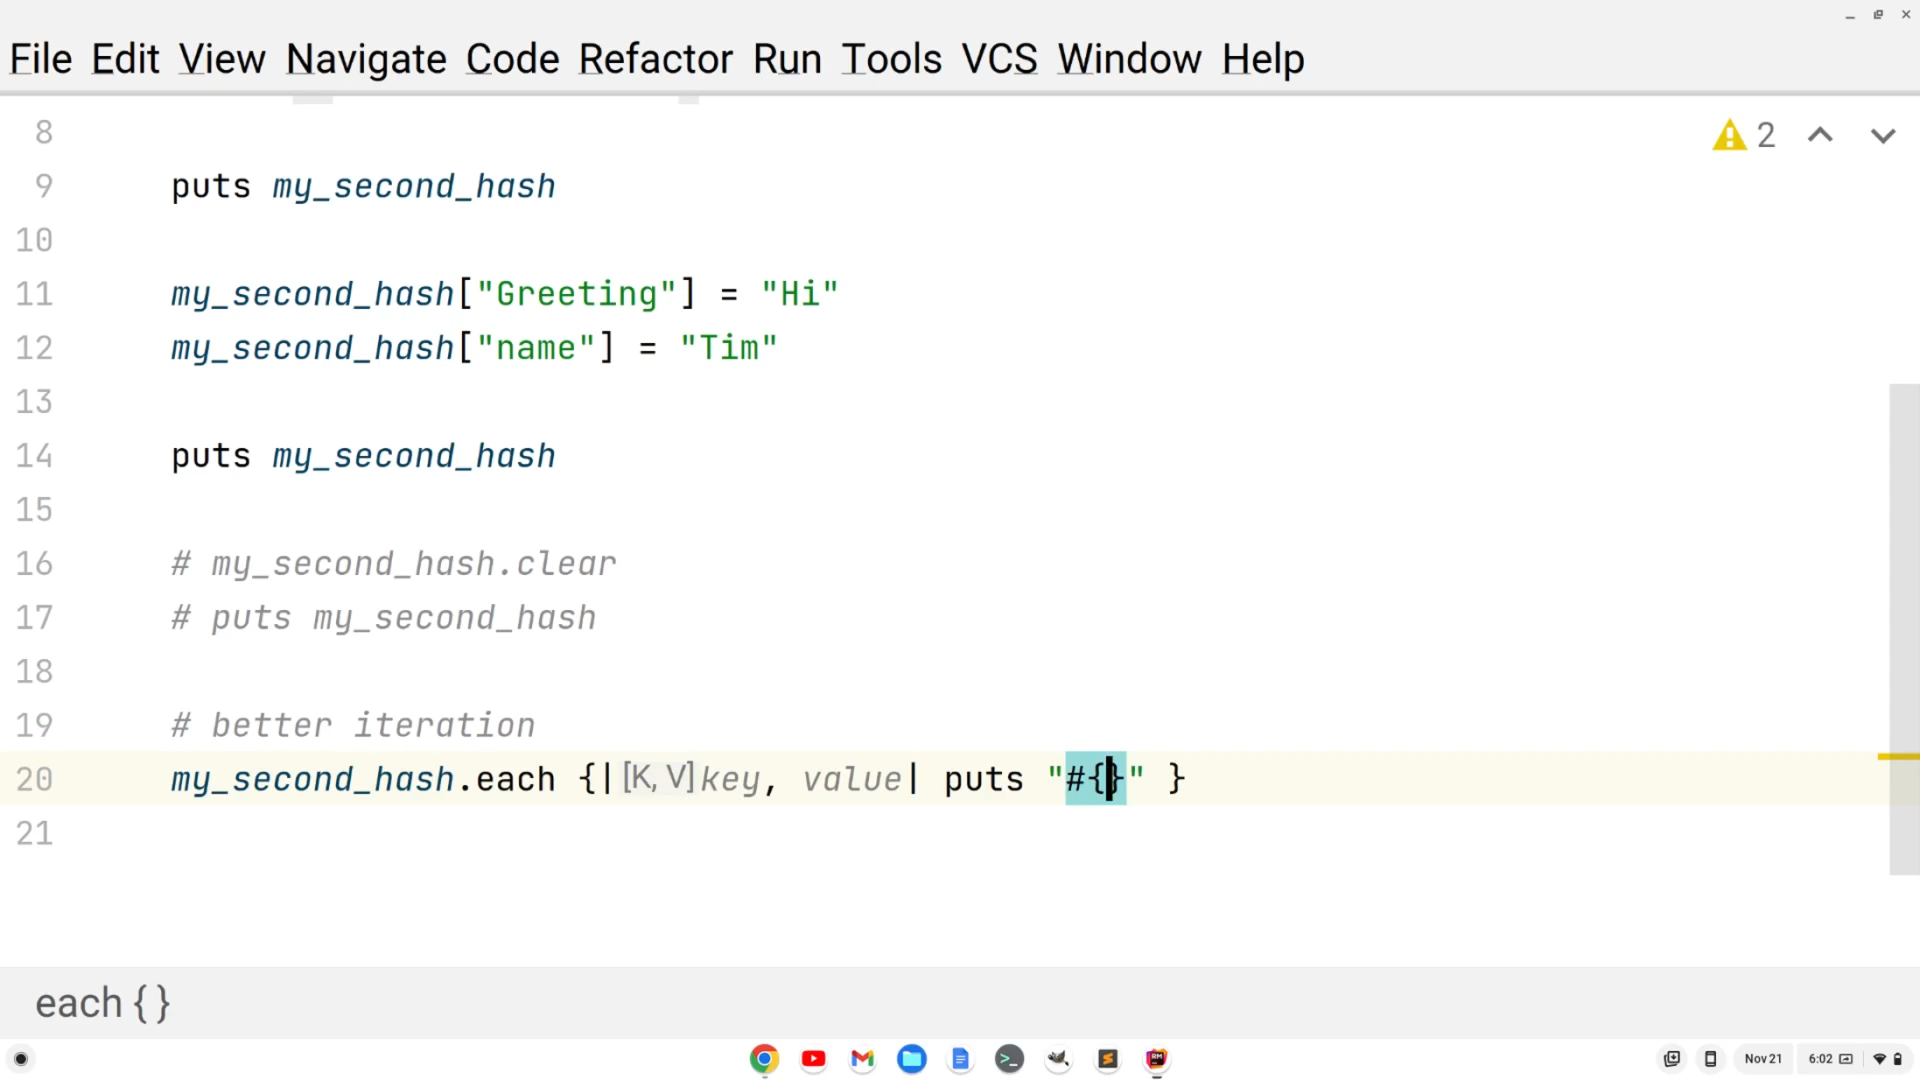 File Edit View Navigate Code Refactor Run Tools VCS Window Help
2
8
9 puts my_second_hash
10
11 my_second_hash["Greeting"] = "Hi"
12 my_second_hash["name"] = "Tim"
13
14 puts my_second_hash
15
16 # my_second_hash.clear
17 # puts my_second_hash
18
19 # better iteration
20 my_second_hash.each {|[K, V]key, value| puts "#{}" }
21
each {}
Nov 21 6:02